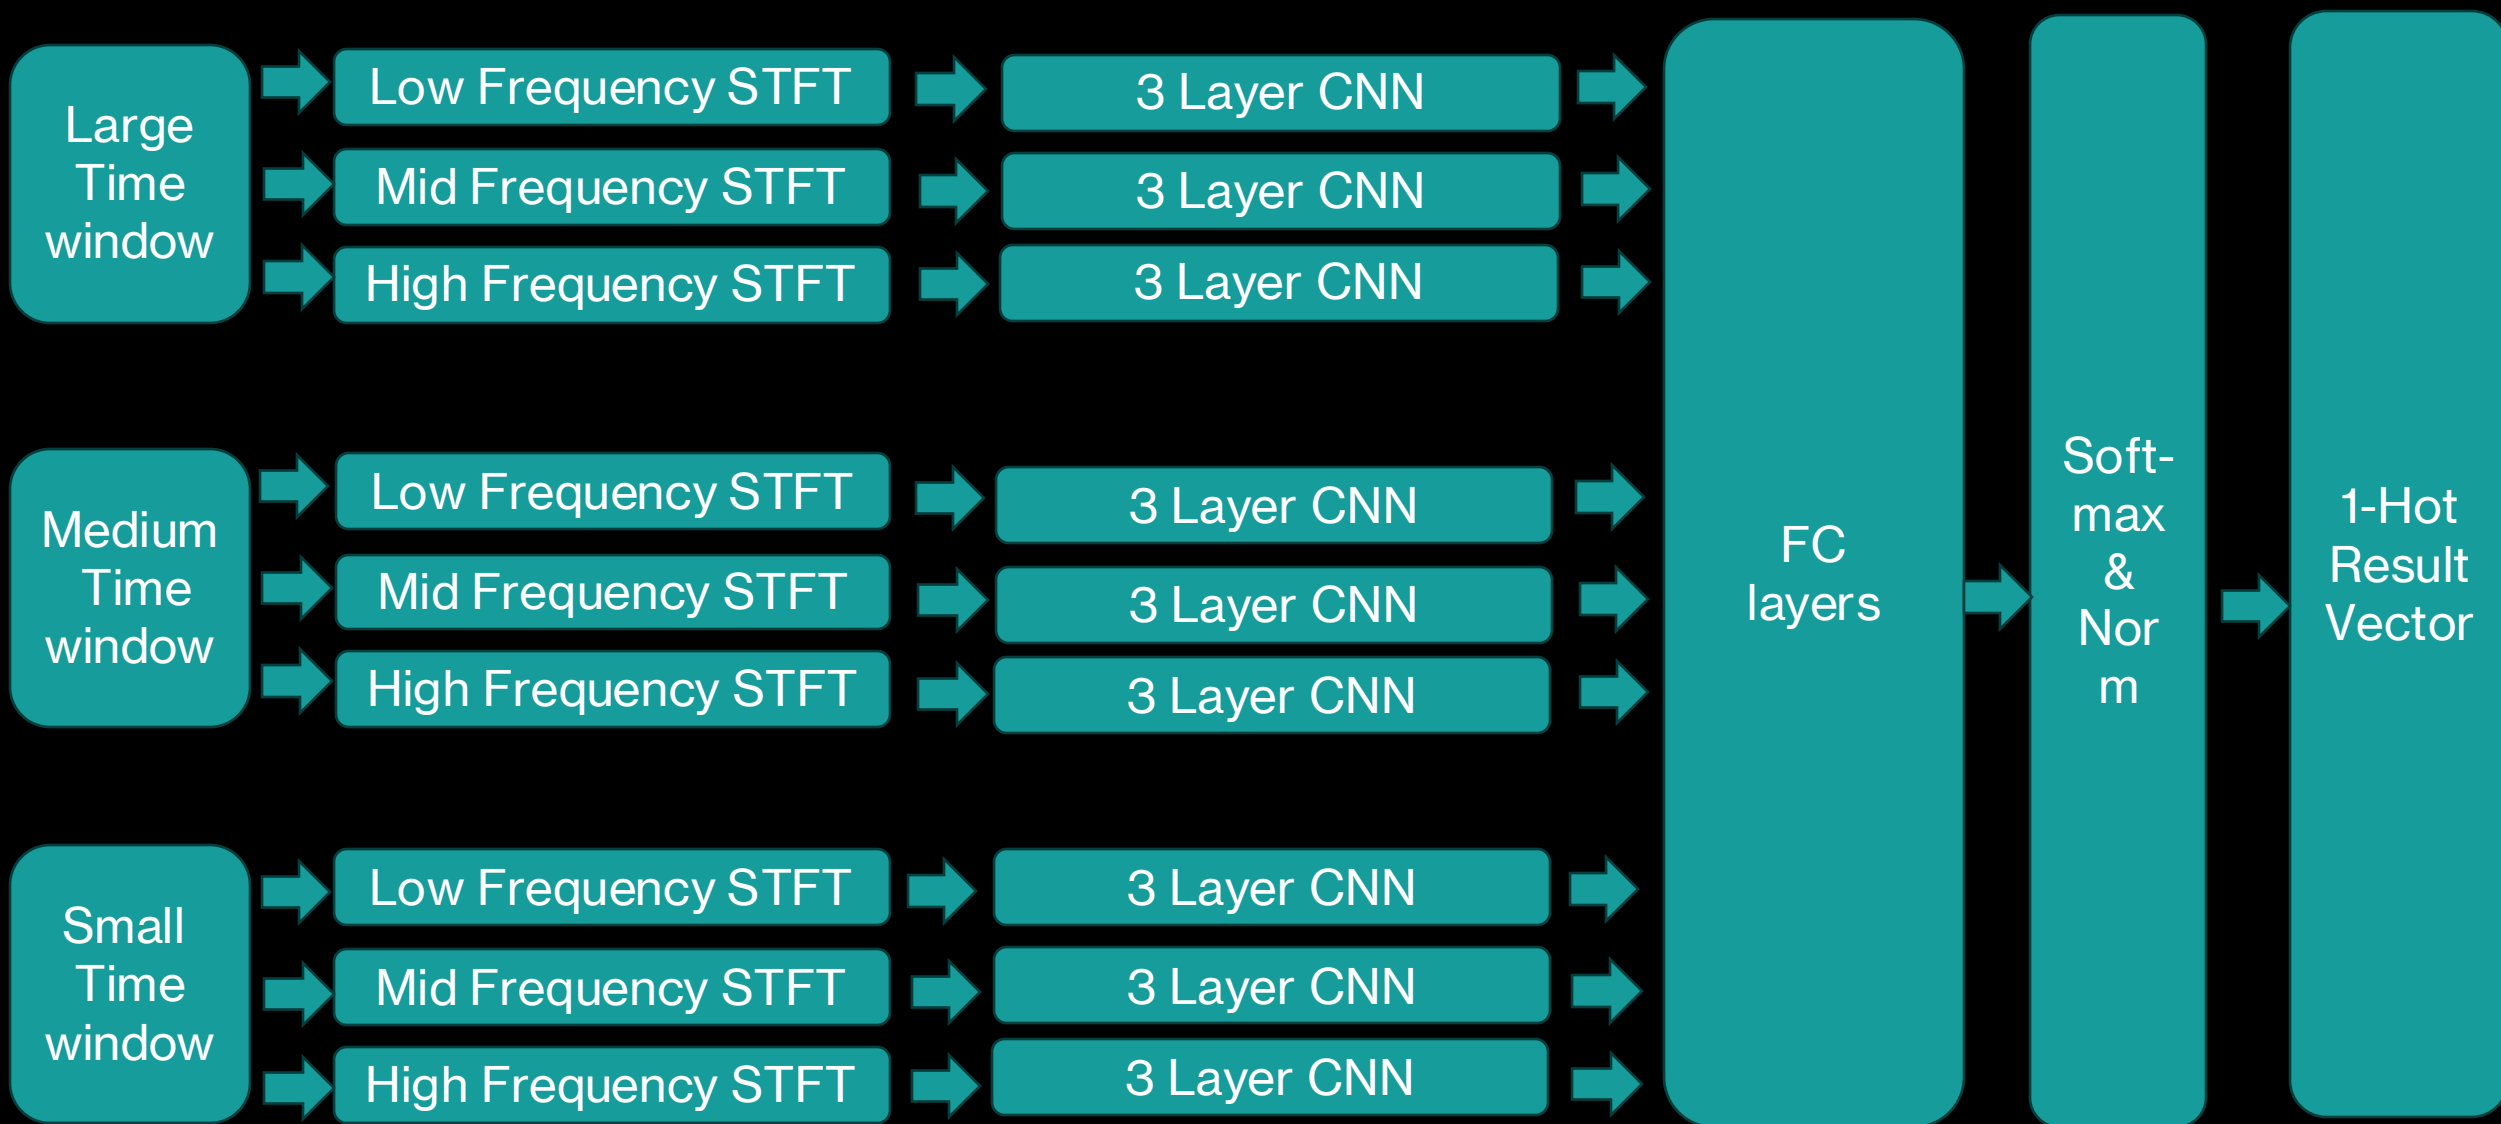 Large
Time
window
Low Frequency STFT
3 Layer CNN
Mid Frequency STFT
3 Layer CNN
High Frequency STFT
3 Layer CNN
Medium
Time
window
Low Frequency STFT
3 Layer CNN
Mid Frequency STFT
3 Layer CNN
High Frequency STFT
3 Layer CNN
Small
Time
window
Low Frequency STFT
3 Layer CNN
Mid Frequency STFT
3 Layer CNN
High Frequency STFT
3 Layer CNN
FC
layers
Soft-
max
&
Nor
m
1-Hot
Result
Vector